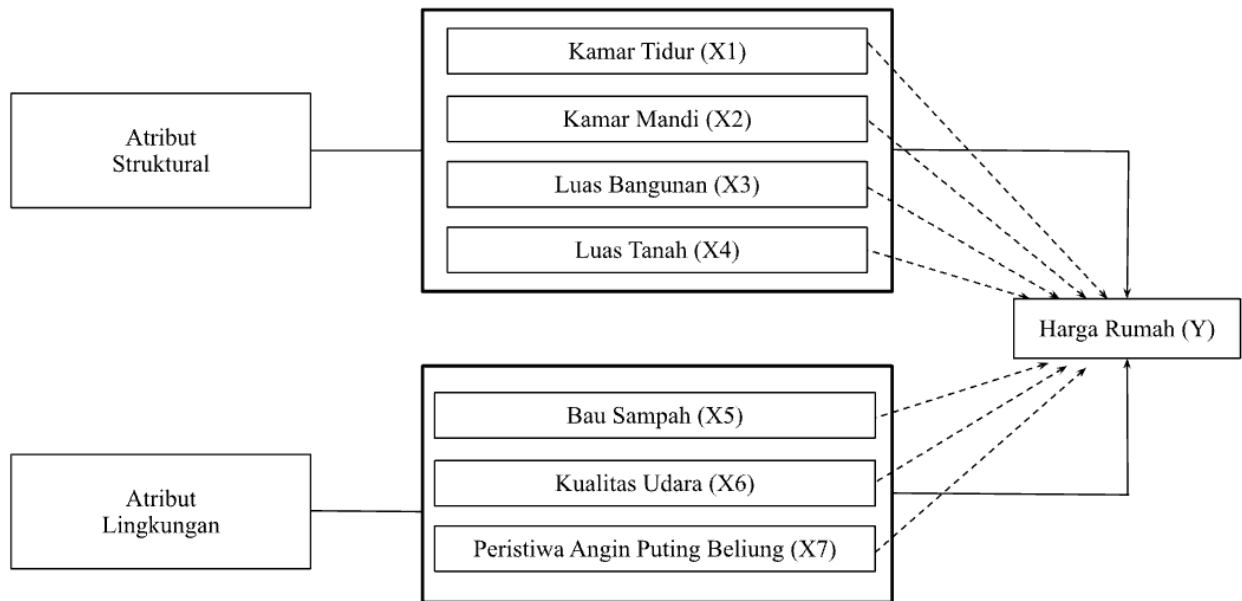 Atribut
Struktural
Kamar Tidur (X1)
Kamar Mandi (X2)
Luas Bangunan (X3)
Luas Tanah (X4)
Harga Rumah (Y)
Atribut
Lingkungan
Bau Sampah (X5)
Kualitas Udara (X6)
Peristiwa Angin Puting Beliung (X7)